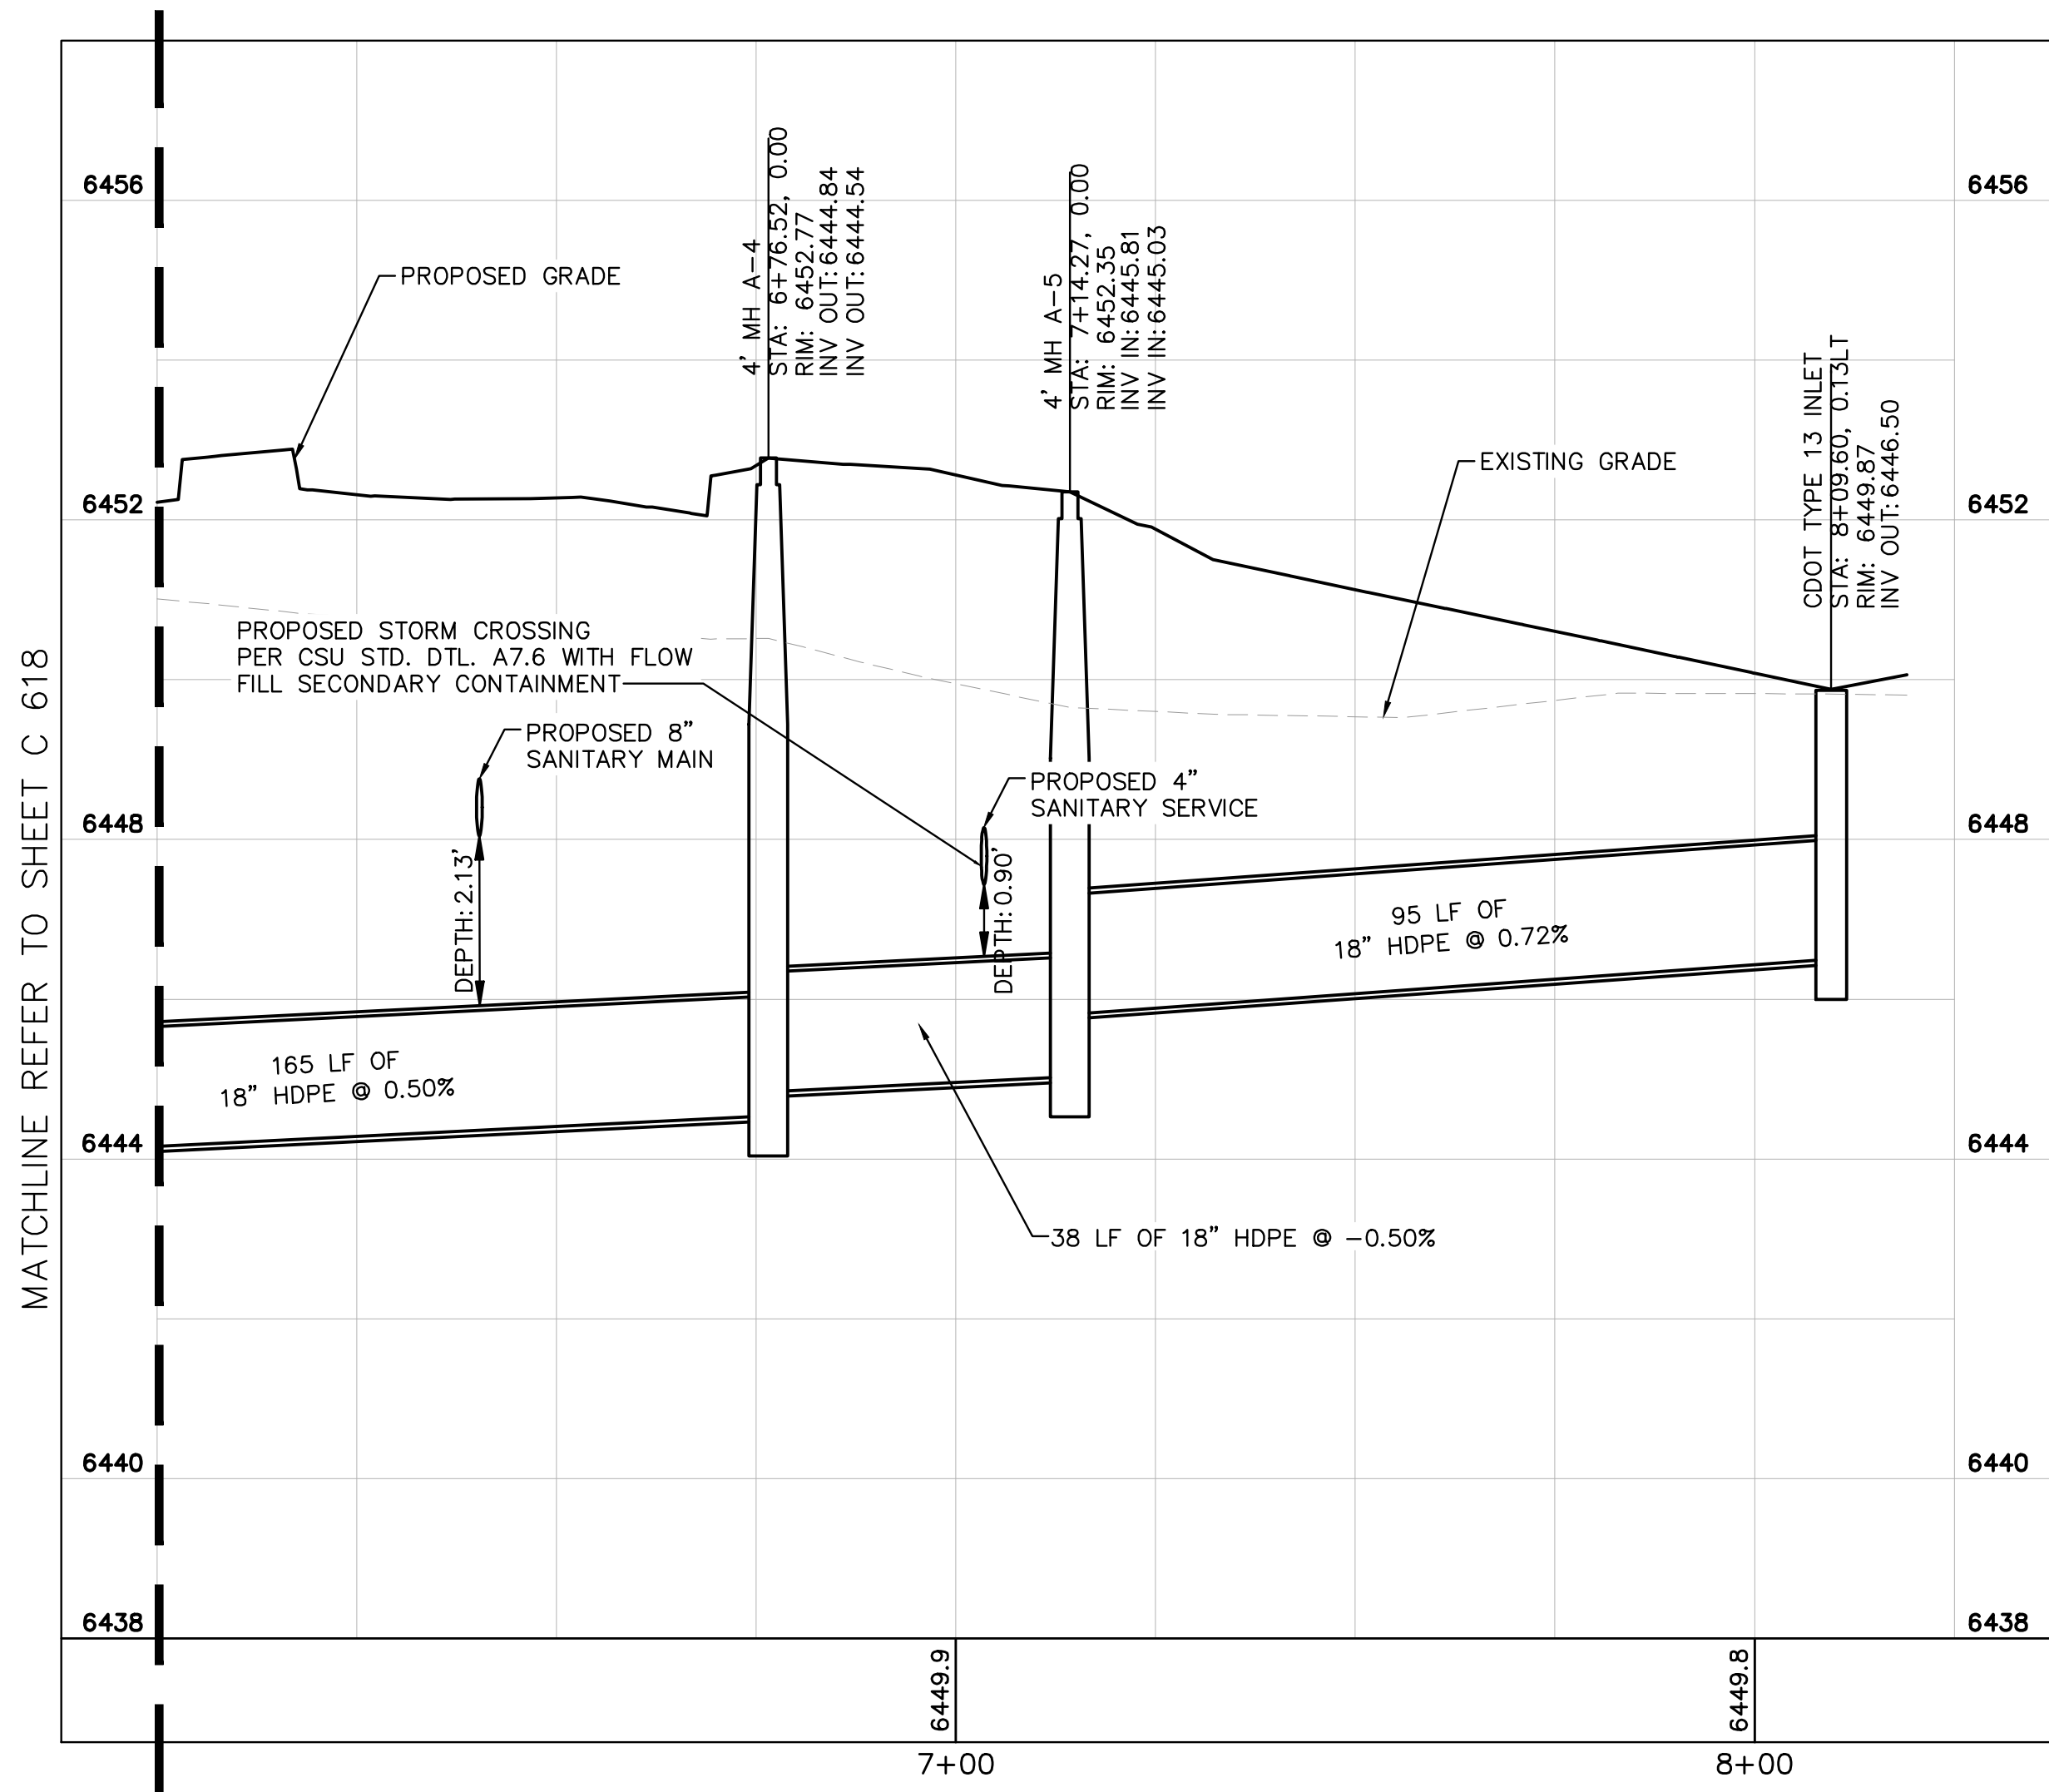 4' MH A-4
STA: 6+76.52, 0.00
RIM: 6452.77
INV OUT:6444.84
INV OUT:6444.54
4' MH A-5
STA: 7+14.27, 0.00
RIM: 6452.35
INV IN:6445.81
INV IN:6445.03
CDOT TYPE 13 INLET
STA: 8+09.60, 0.13LT
RIM: 6449.87
INV OUT:6446.50
6456
6456
PROPOSED GRADE
EXISTING GRADE
6452
6452
PROPOSED STORM CROSSING
PER CSU STD. DTL. A7.6 WITH FLOW
FILL SECONDARY CONTAINMENT
PROPOSED 8"
SANITARY MAIN
PROPOSED 4"
SANITARY SERVICE
6448
6448
DEPTH: 2.13'
DEPTH: 0.90'
95 LF OF
18" HDPE @ 0.72%
165 LF OF
18" HDPE @ 0.50%
6444
6444
38 LF OF 18" HDPE @ -0.50%
MATCHLINE REFER TO SHEET C 618
6440
6440
6438
6438
6449.9
6449.8
7+00
8+00